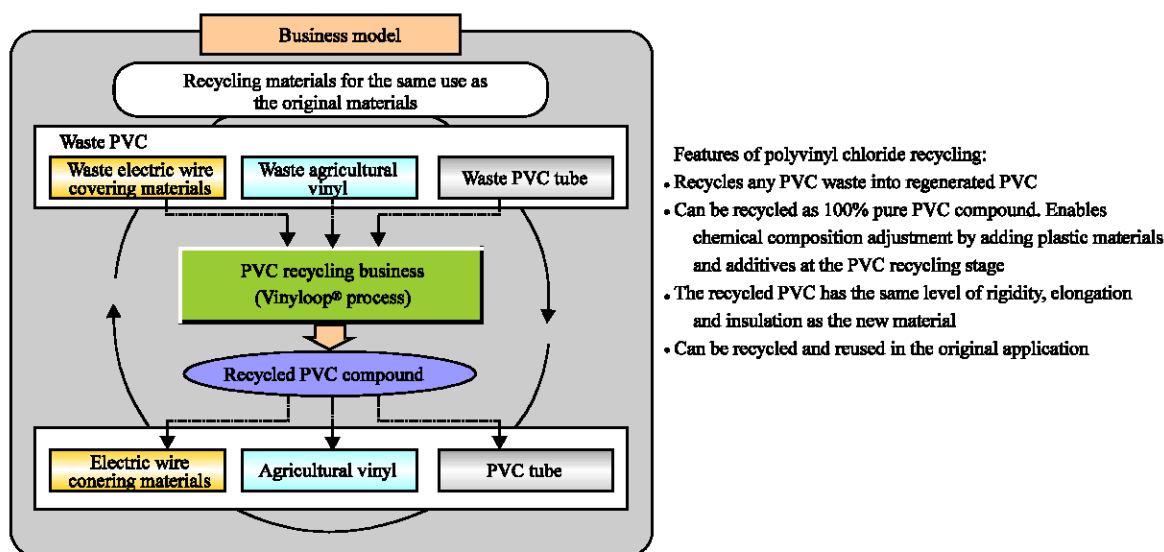 Business model
Recycling materials for the same use as
the original materials
Waste PVC
Waste electric wire
covering materials
Waste agricultural
vinyl
Waste PVC tube
PVC recycling business
(Vinyloop® process)
Recycled PVC compound
Electric wire
conering materials
Agricultural vinyl
PVC tube
Features of polyvinyl chloride recycling:
• Recycles any PVC waste into regenerated PVC
• Can be recycled as 100% pure PVC compound. Enables
chemical composition adjustment by adding plastic materials
and additives at the PVC recycling stage
• The recycled PVC has the same level of rigidity, elongation
and insulation as the new material
• Can be recycled and reused in the original application